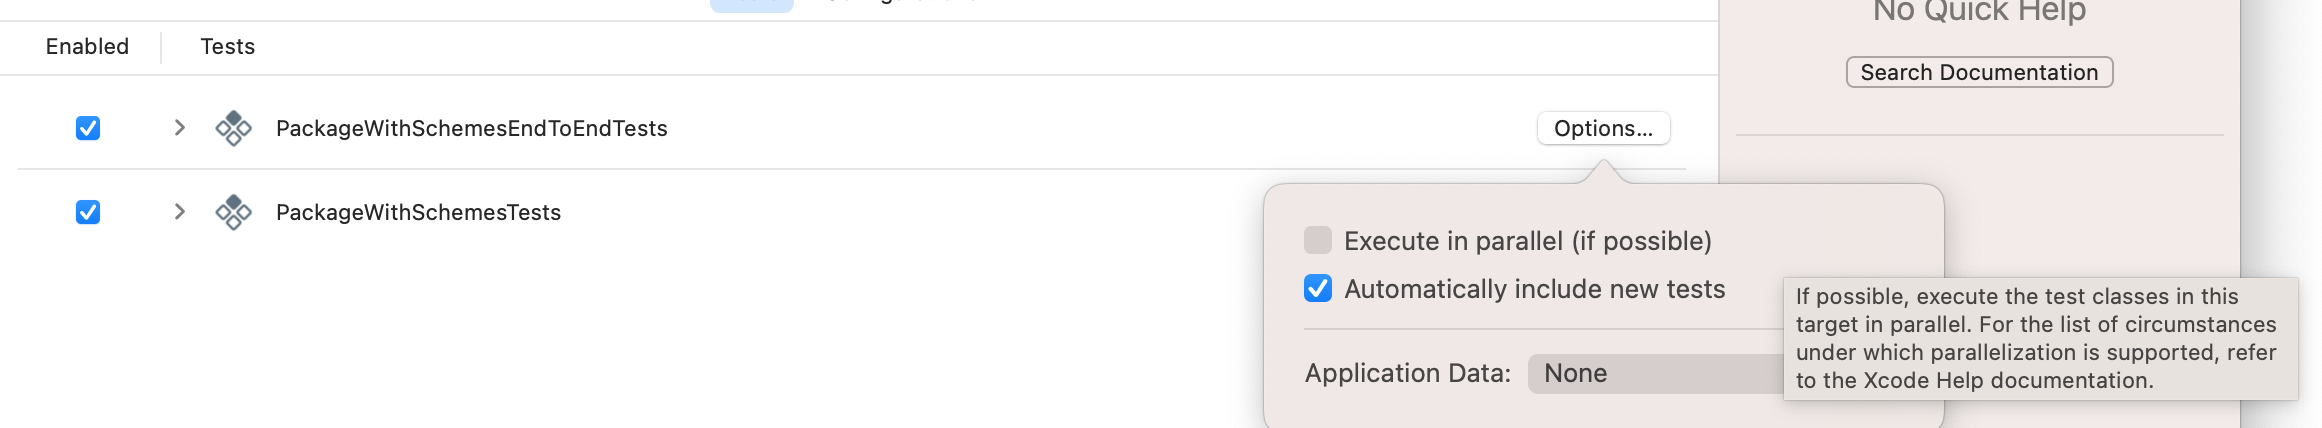 No Quick Help
Enabled
Tests
Search Documentation
PackageWithSchemesEndToEndTests
Options...
PackageWithSchemesTests
Execute in parallel (if possible)
Automatically include new tests
If possible, execute the test classes in this
target in parallel. For the list of circumstances
under which parallelization is supported, refer
to the Xcode Help documentation.
Application Data:
None